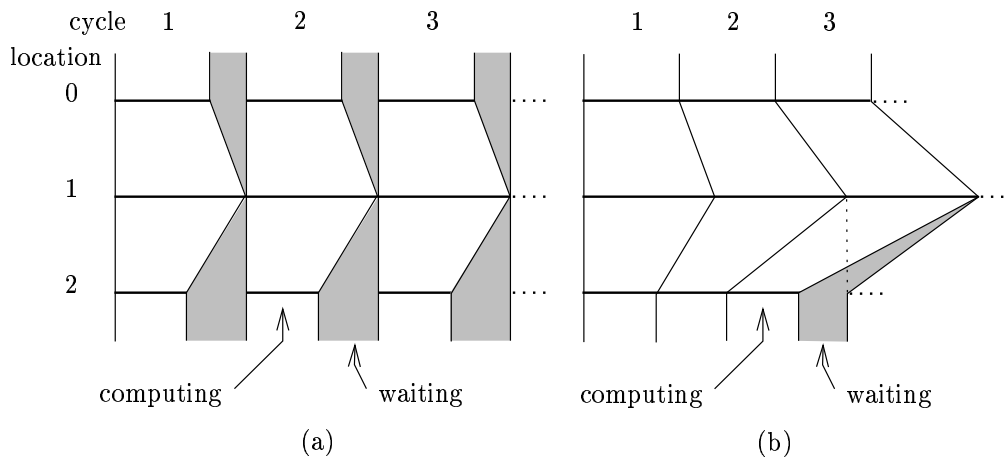 cycle 1 2 3 1 2 3
location
0 . . . . . . . .
1 . . . . . . . .
2 . . . . . . . .
computing waiting computing waiting
(a) (b)